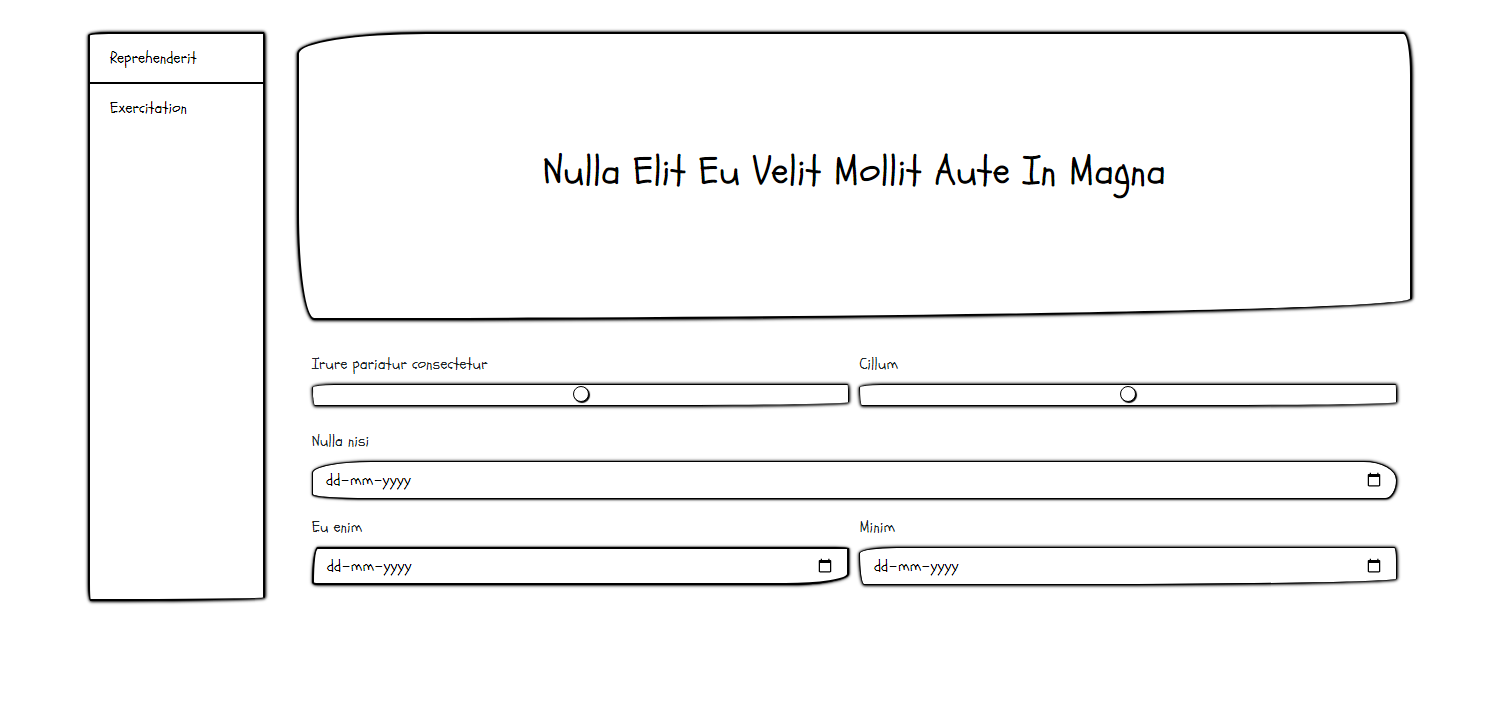 Reprehenderit
Exercitation
Nulla Elit Eu Velit Mollit Aute In Magna
Irure pariatur consectetur
Cillum
Nulla nisi
dd-mm-yyyy
Eu enim
Minim
dd-mm-yyyy
dd-mm-yyyy